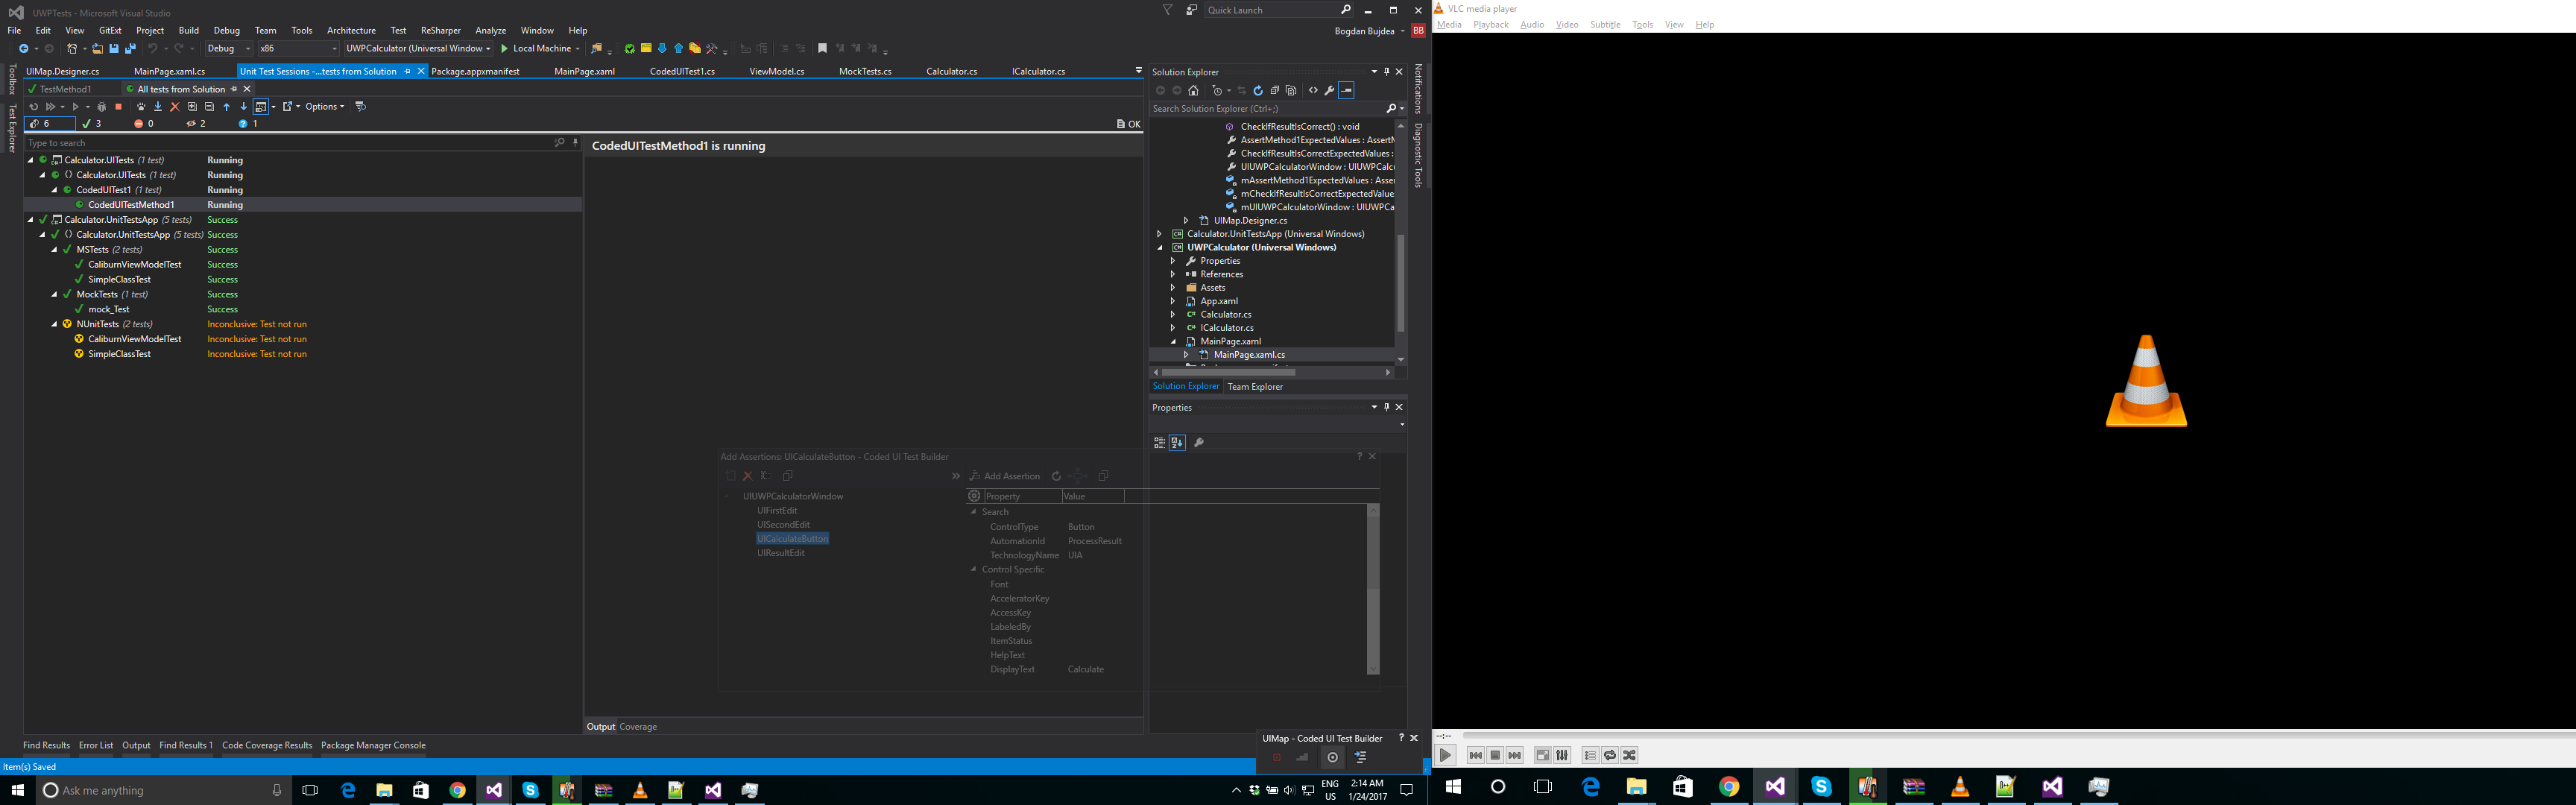 UWPTests - Microsoft Visual Studio
Quick Launch
File Edit View GitExt Project Build Debug Team Tools Test ReSharper Analyze Window Help
Architecture
Bogdan Bujdea BB
Debug x86 UWPCalculator (Universal Window Local Machine
UIMap.Designer.cs MainPage.xaml.cs Unit Test Sessions -...tests from Solution Package.appxmanifest MainPage.xaml CodedUITest1.cs ViewModel.cs MockTests.cs Calculator.cs ICalculator.cs
TestMethod1 All tests from Solution
Options
6 3 0 2 1 OK
Type to search
CodedUITestMethod1 is running
Calculator.UITests (1 test) Running
Calculator.UITests (1 test) Running
CodedUITest1 (1 test) Running
CodedUITestMethod1 Running
Calculator.UnitTestsApp (5 tests) Success
Calculator.UnitTestsApp (5 tests) Success
MSTests (2 tests) Success
CaliburnViewModelTest Success
SimpleClassTest Success
MockTests (1 test) Success
mock_Test Success
NUnitTests (2 tests) Inconclusive: Test not run
CaliburnViewModelTest Inconclusive: Test not run
SimpleClassTest Inconclusive: Test not run
Toolbox
Test Explorer
Output Coverage
Find Results Error List Output Find Results 1 Code Coverage Results Package Manager Console
Item(s) Saved
Solution Explorer
Search Solution Explorer (Ctrl+;)
CheckIfResultIsCorrect() : void
AssertMethod1ExpectedValues : AssertM
CheckIfResultIsCorrectExpectedValues :
UIUWPCalculatorWindow : UIUWPCalc
mAssertMethod1ExpectedValues : Asser
mCheckIfResultIsCorrectExpectedValue
mUIUWPCalculatorWindow : UIUWPCa
UIMap.Designer.cs
Calculator.UnitTestsApp (Universal Windows)
UWPCalculator (Universal Windows)
Properties
References
Assets
App.xaml
Calculator.cs
ICalculator.cs
MainPage.xaml
MainPage.xaml.cs
Solution Explorer Team Explorer
Properties
Notifications
Diagnostic Tools
Add Assertions: UICalculateButton - Coded UI Test Builder
Add Assertion
UIUWPCalculatorWindow
UIFirstEdit
UISecondEdit
UICalculateButton
UIResultEdit
Property Value
Search
ControlType Button
AutomationId ProcessResult
TechnologyName UIA
Control Specific
Font
AcceleratorKey
AccessKey
LabeledBy
ItemStatus
HelpText
DisplayText Calculate
UIMap - Coded UI Test Builder
Ask me anything
ENG
US
2:14 AM
1/24/2017
VLC media player
Media Playback Audio Video Subtitle Tools View Help
--:--